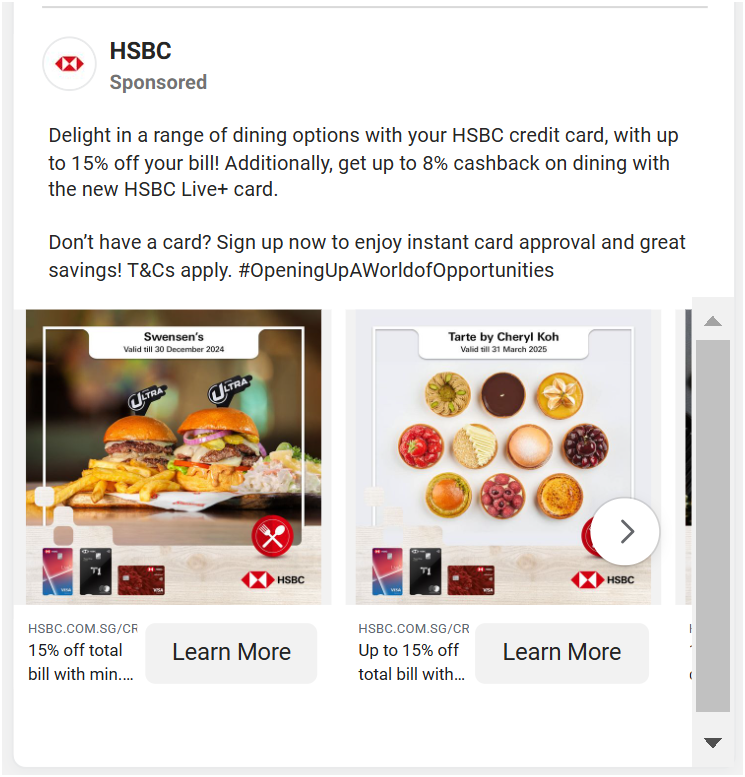 HSBC
Sponsored
Delight in a range of dining options with your HSBC credit card, with up
to 15% off your bill! Additionally, get up to 8% cashback on dining with
the new HSBC Live+ card.
Don’t have a card? Sign up now to enjoy instant card approval and great
savings! T&Cs apply. #OpeningUpAWorldofOpportunities
Swensen's
Valid till 30 December 2024
ULTRA
ULTRA
VISA
VISA
HSBC
Tarte by Cheryl Koh
Valid till 31 March 2025
VISA
VISA
HSBC
HSBC.COM.SG/CR
15% off total
bill with min....
Learn More
HSBC.COM.SG/CR
Up to 15% off
total bill with...
Learn More